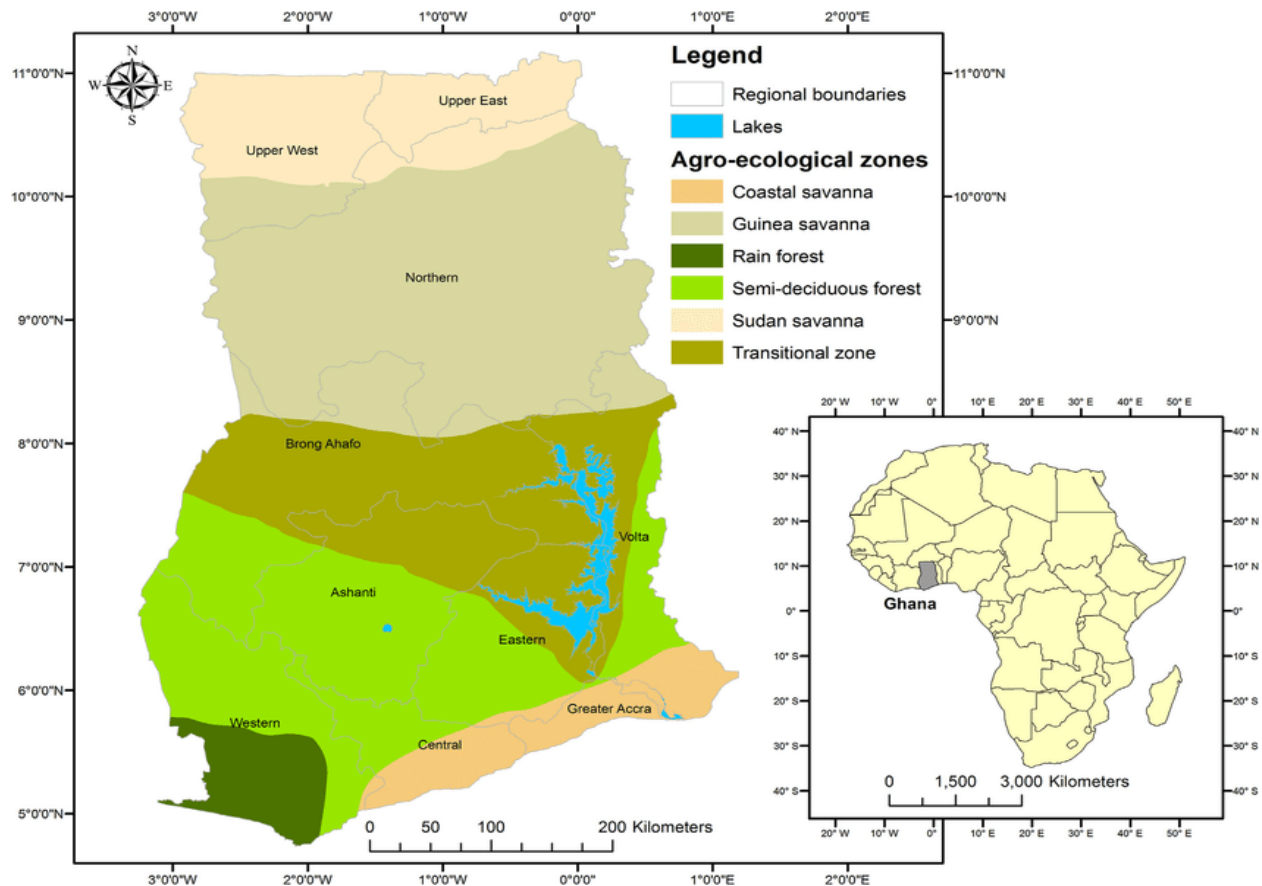 3°0'0"W 2°0'0"W 1°0'0"W 0°0'0" 1°0'0"E 2°0'0"E
N
W E
S
11°0'0"N 11°0'0"N
10°0'0"N 10°0'0"N
9°0'0"N 9°0'0"N
8°0'0"N
7°0'0"N
6°0'0"N
5°0'0"N
Legend
Regional boundaries
Lakes
Agro-ecological zones
Coastal savanna
Guinea savanna
Rain forest
Semi-deciduous forest
Sudan savanna
Transitional zone
Upper East
Upper West
Northern
Brong Ahafo
Volta
Ashanti
Eastern
Greater Accra
Western
Central
0 50 100 200 Kilometers
3°0'0"W 2°0'0"W 1°0'0"W 0°0'0" 1°0'0"E 2°0'0"E
20° W 10° W 0° 10° E 20° E 30° E 40° E 50° E
40° N 40° N
30° N 30° N
20° N 20° N
10° N 10° N
Ghana
0° 0°
10° S 10° S
20° S 20° S
30° S 30° S
40° S 40° S
0 1,500 3,000 Kilometers
20° W 10° W 0° 10° E 20° E 30° E 40° E 50° E